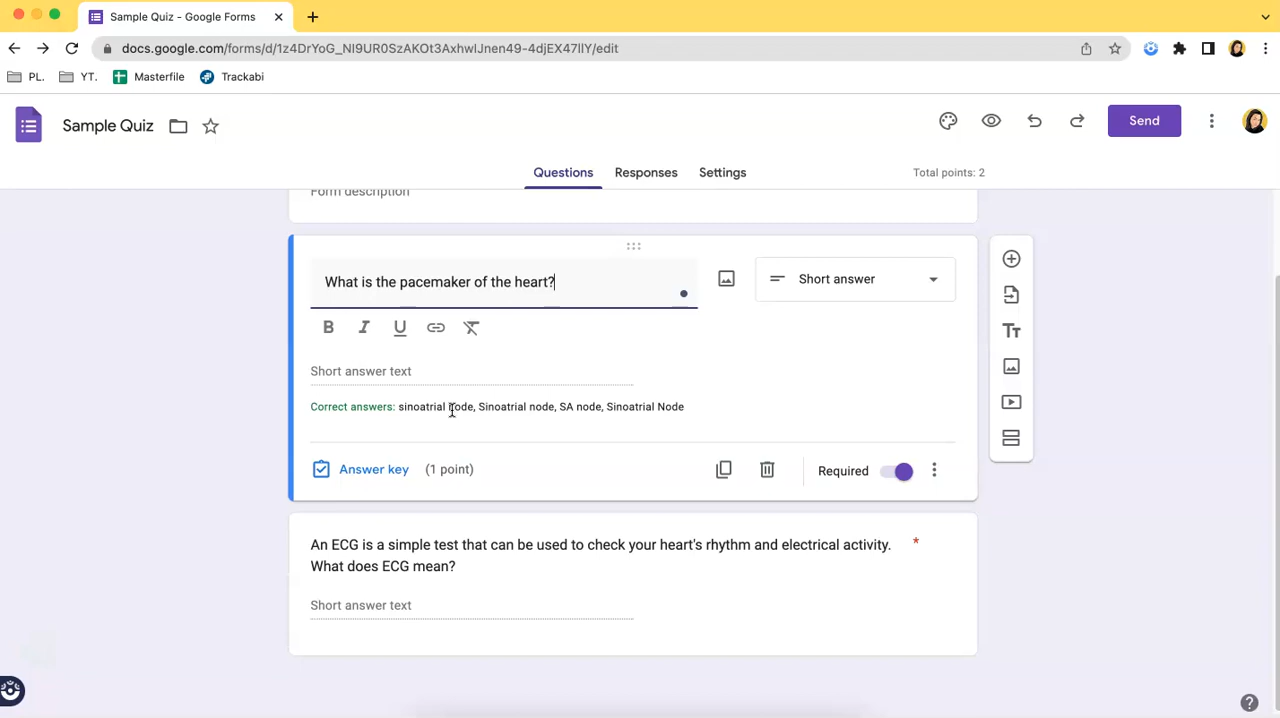 Sample Quiz - Google Forms
docs.google.com/forms/d/1z4DrYoG_NI9UR0SzAKOt3AxhwIJnen49-4djEX47lIY/edit
PL. YT. Masterfile Trackabi
Sample Quiz
Send
Questions Responses Settings
Total points: 2
Form description
What is the pacemaker of the heart?
Short answer
B I U
Short answer text
Correct answers: sinoatrial node, Sinoatrial node, SA node, Sinoatrial Node
Answer key (1 point)
Required
An ECG is a simple test that can be used to check your heart's rhythm and electrical activity. *
What does ECG mean?
Short answer text